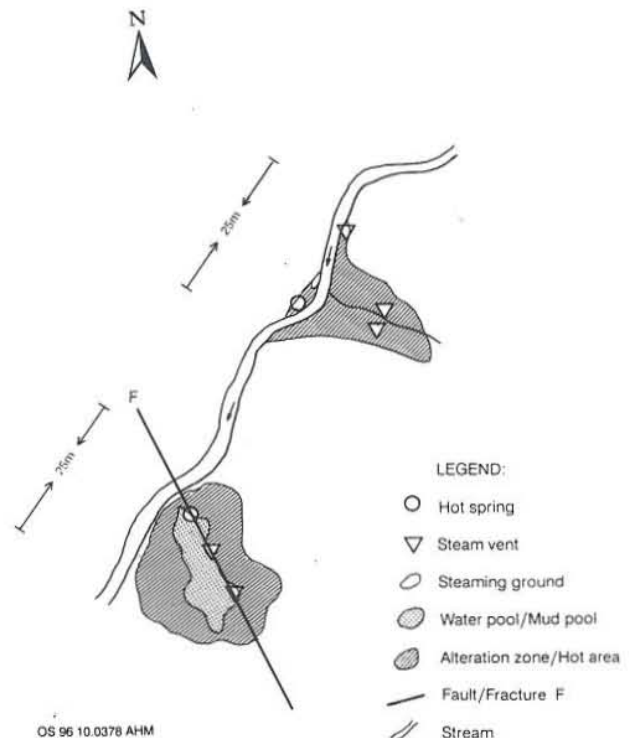 N
25m
25m
F
LEGEND:
Hot spring
Steam vent
Steaming ground
Water pool/Mud pool
Alteration zone/Hot area
Fault/Fracture F
Stream
OS 96 10.0378 AHM